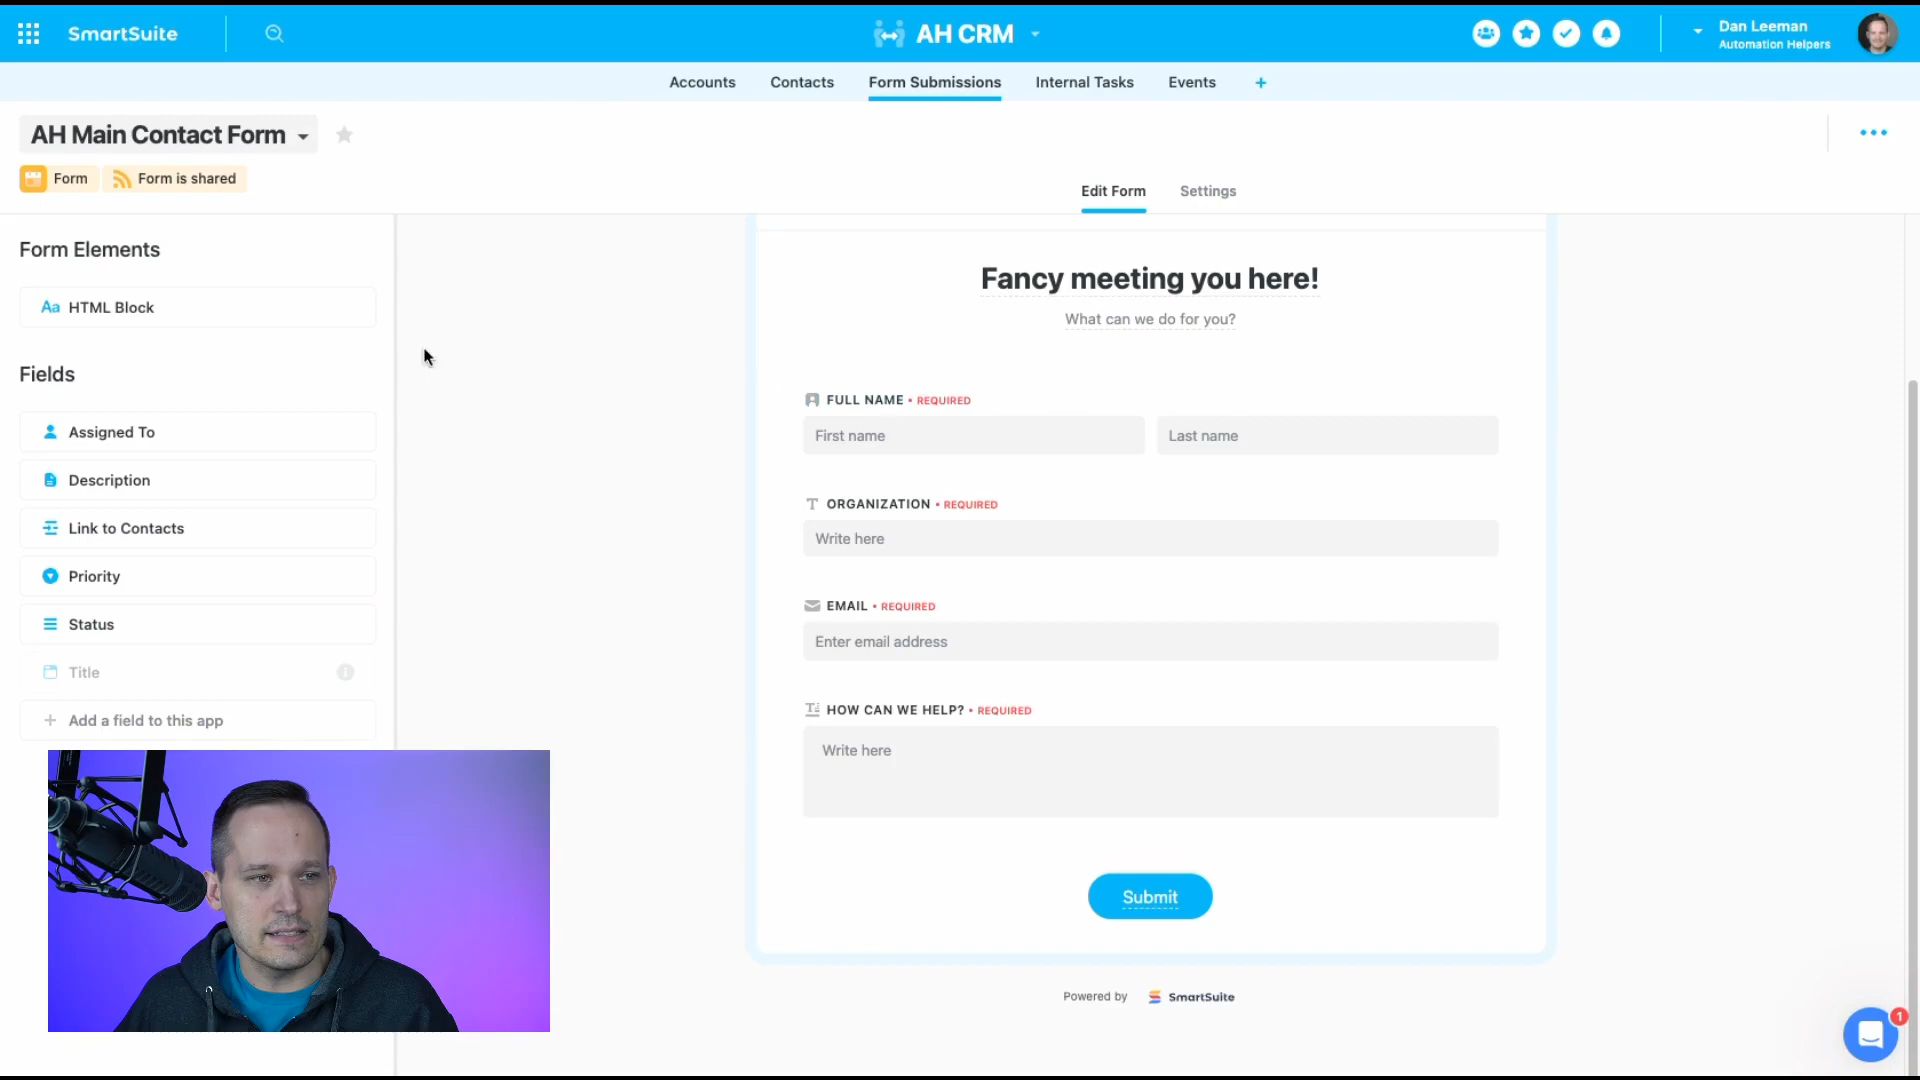 SmartSuite
AH CRM
Dan Leeman
Automation Helpers
Accounts
Contacts
Form Submissions
Internal Tasks
Events
+
AH Main Contact Form
Form
Form is shared
Edit Form
Settings
Form Elements
Aa HTML Block
Fields
Assigned To
Description
Link to Contacts
Priority
Status
Title
+ Add a field to this app
Fancy meeting you here!
What can we do for you?
FULL NAME • REQUIRED
First name
Last name
ORGANIZATION • REQUIRED
Write here
EMAIL • REQUIRED
Enter email address
HOW CAN WE HELP? • REQUIRED
Write here
Submit
Powered by SmartSuite
1